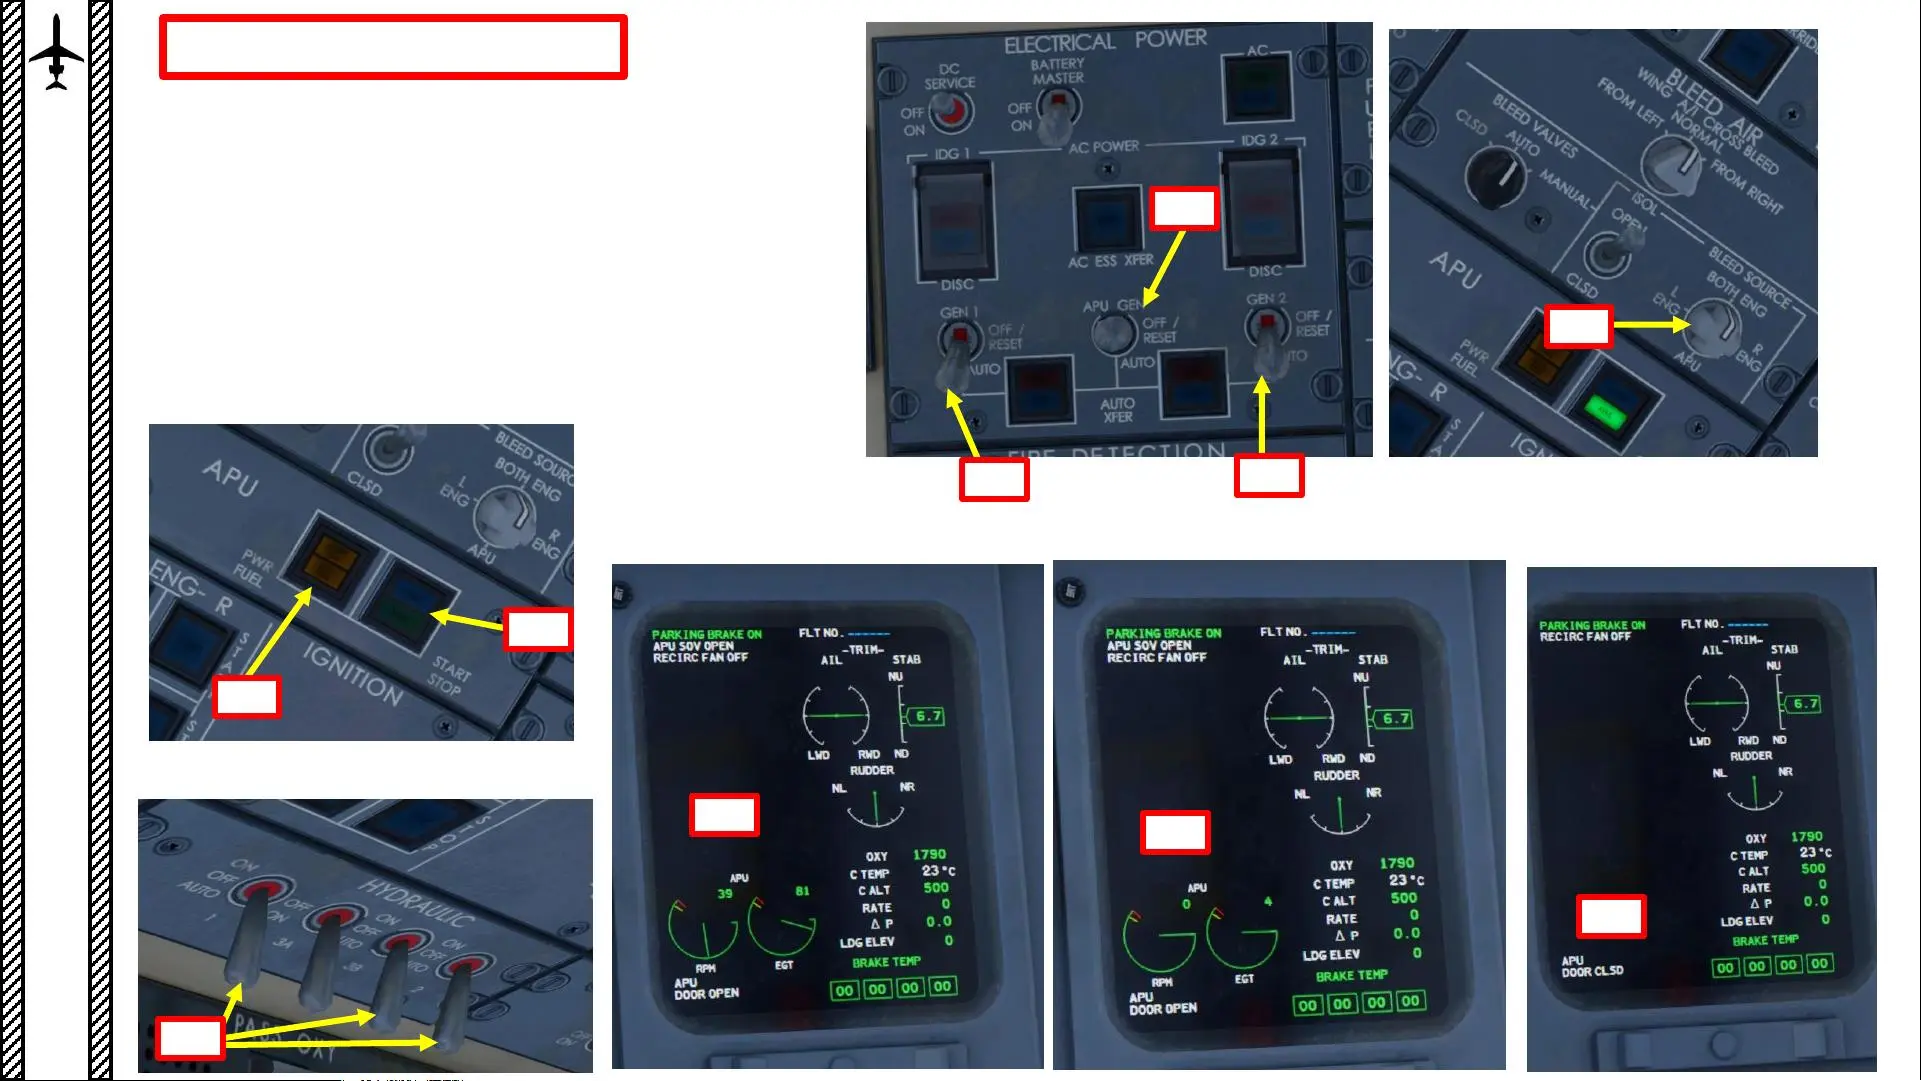 ELECTRICAL POWER
DC
SERVICE
BATTERY
MASTER
AC
OFF
ON
OFF
ON
IDG 1
AC POWER
IDG 2
AC ESS XFER
DISC
DISC
GEN 1
APU GEN
GEN 2
OFF /
RESET
OFF /
RESET
OFF /
RESET
AUTO
AUTO
AUTO
XFER
FIRE DETECTION
BLEED AIR
WING A/I CROSS BLEED
FROM LEFT
NORMAL
FROM RIGHT
BLEED VALVES
CLSD
AUTO
MANUAL
ISOL
OPEN
CLSD
BLEED SOURCE
BOTH ENG
L
ENG
R
ENG
APU
APU
PWR
FUEL
ENG- R
BLEED SOURC
BOTH ENG
L
ENG
R
ENG
APU
CLSD
APU
PWR
FUEL
ENG- R
START
STOP
IGNITION
HYDRAULIC
ON
OFF
AUTO
1
OFF
ON
3A
ON
OFF
AUTO
3B
ON
OFF
AUTO
2
PASS OXY
PARKING BRAKE ON
APU SOV OPEN
RECIRC FAN OFF
FLT NO. ------
-TRIM-
AIL
STAB
NU
6.7
LWD
RWD
ND
RUDDER
NL
NR
OXY 1790
C TEMP 23 °C
C ALT 500
RATE 0
Δ P 0.0
LDG ELEV 0
BRAKE TEMP
00 00 00 00
APU
39
81
RPM
EGT
APU
DOOR OPEN
PARKING BRAKE ON
APU SOV OPEN
RECIRC FAN OFF
FLT NO. ------
-TRIM-
AIL
STAB
NU
6.7
LWD
RWD
ND
RUDDER
NL
NR
OXY 1790
C TEMP 23 °C
C ALT 500
RATE 0
Δ P 0.0
LDG ELEV 0
BRAKE TEMP
00 00 00 00
APU
0
4
RPM
EGT
APU
DOOR OPEN
PARKING BRAKE ON
RECIRC FAN OFF
FLT NO. ------
-TRIM-
AIL
STAB
NU
6.7
LWD
RWD
ND
RUDDER
NL
NR
OXY 1790
C TEMP 23 °C
C ALT 500
RATE 0
Δ P 0.0
LDG ELEV 0
BRAKE TEMP
00 00 00 00
APU
DOOR CLSD